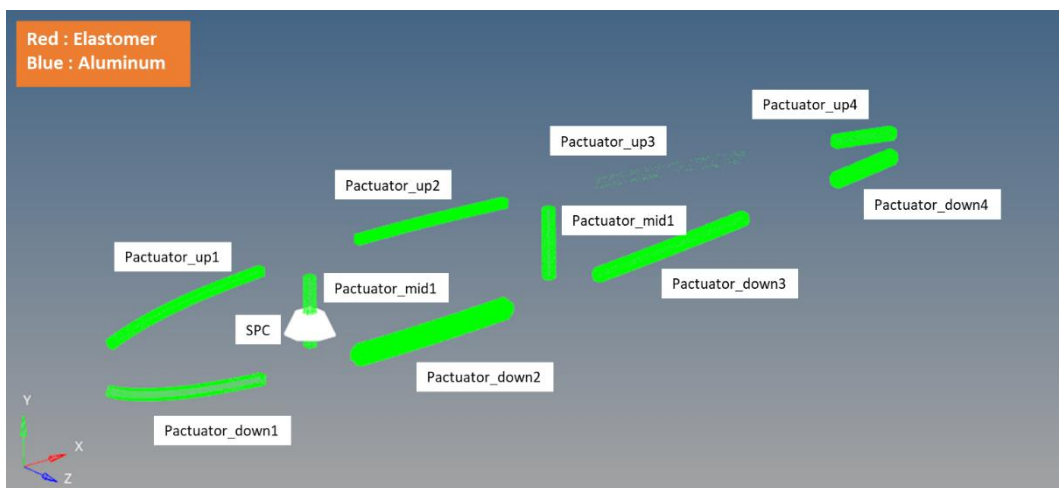 Red : Elastomer
Blue : Aluminum
Pactuator_up4
Pactuator_up3
Pactuator_up2
Pactuator_down4
Pactuator_mid1
Pactuator_up1
Pactuator_down3
Pactuator_mid1
SPC
Pactuator_down2
Pactuator_down1
Y
X
Z